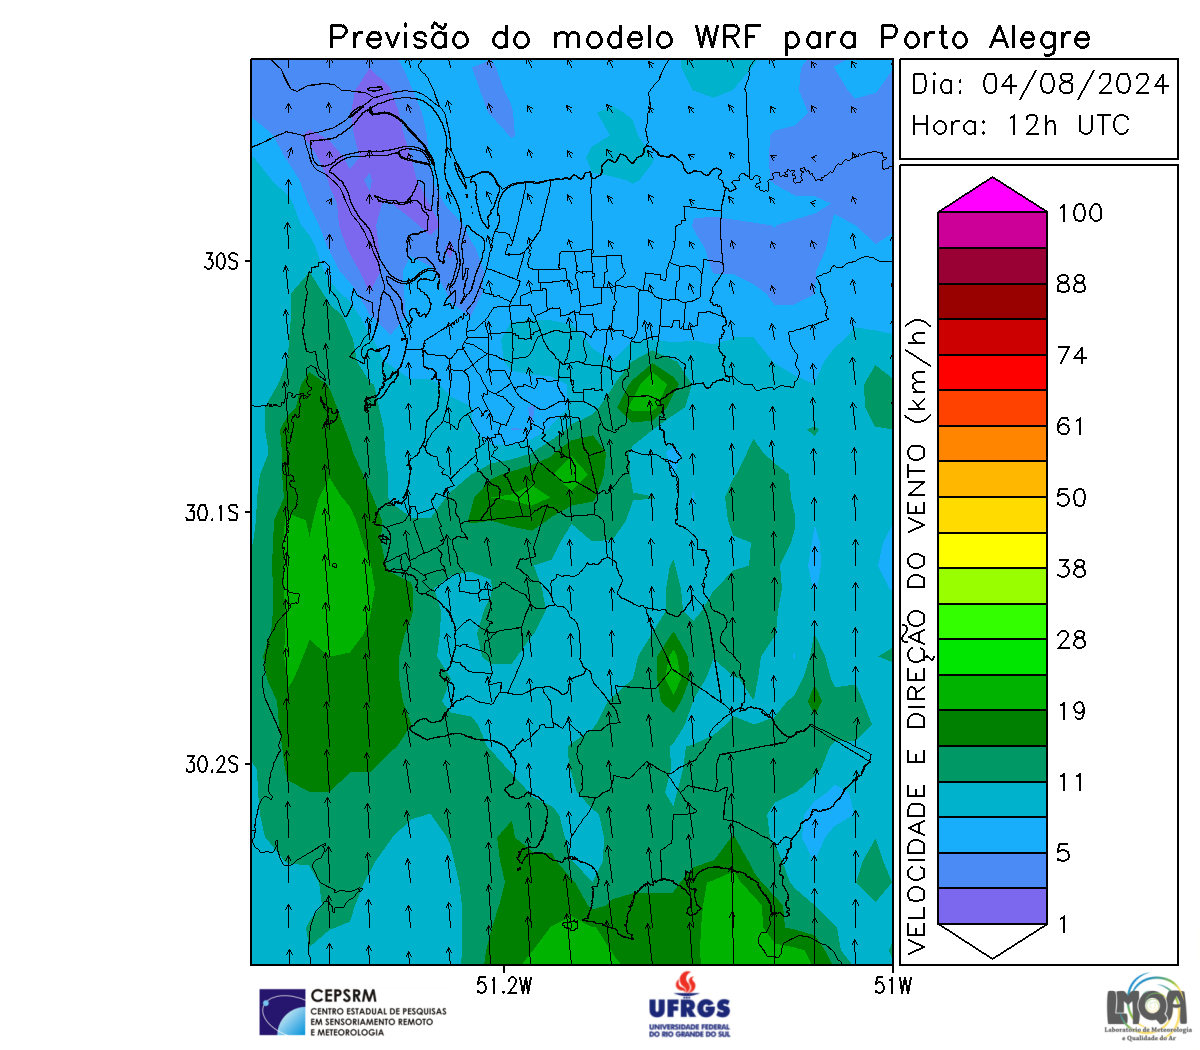 Previsão do modelo WRF para Porto Alegre
Dia: 04/08/2024
Hora: 12h UTC
VELOCIDADE E DIREÇÃO DO VENTO (km/h)
100
88
74
61
50
38
28
19
11
5
1
30S
30.1S
30.2S
51.2W
51W
CEPSRM
CENTRO ESTADUAL DE PESQUISAS
EM SENSORIAMENTO REMOTO
E METEOROLOGIA
UFRGS
UNIVERSIDADE FEDERAL
DO RIO GRANDE DO SUL
LMQA
Laboratório de Meteorologia
e Qualidade do Ar